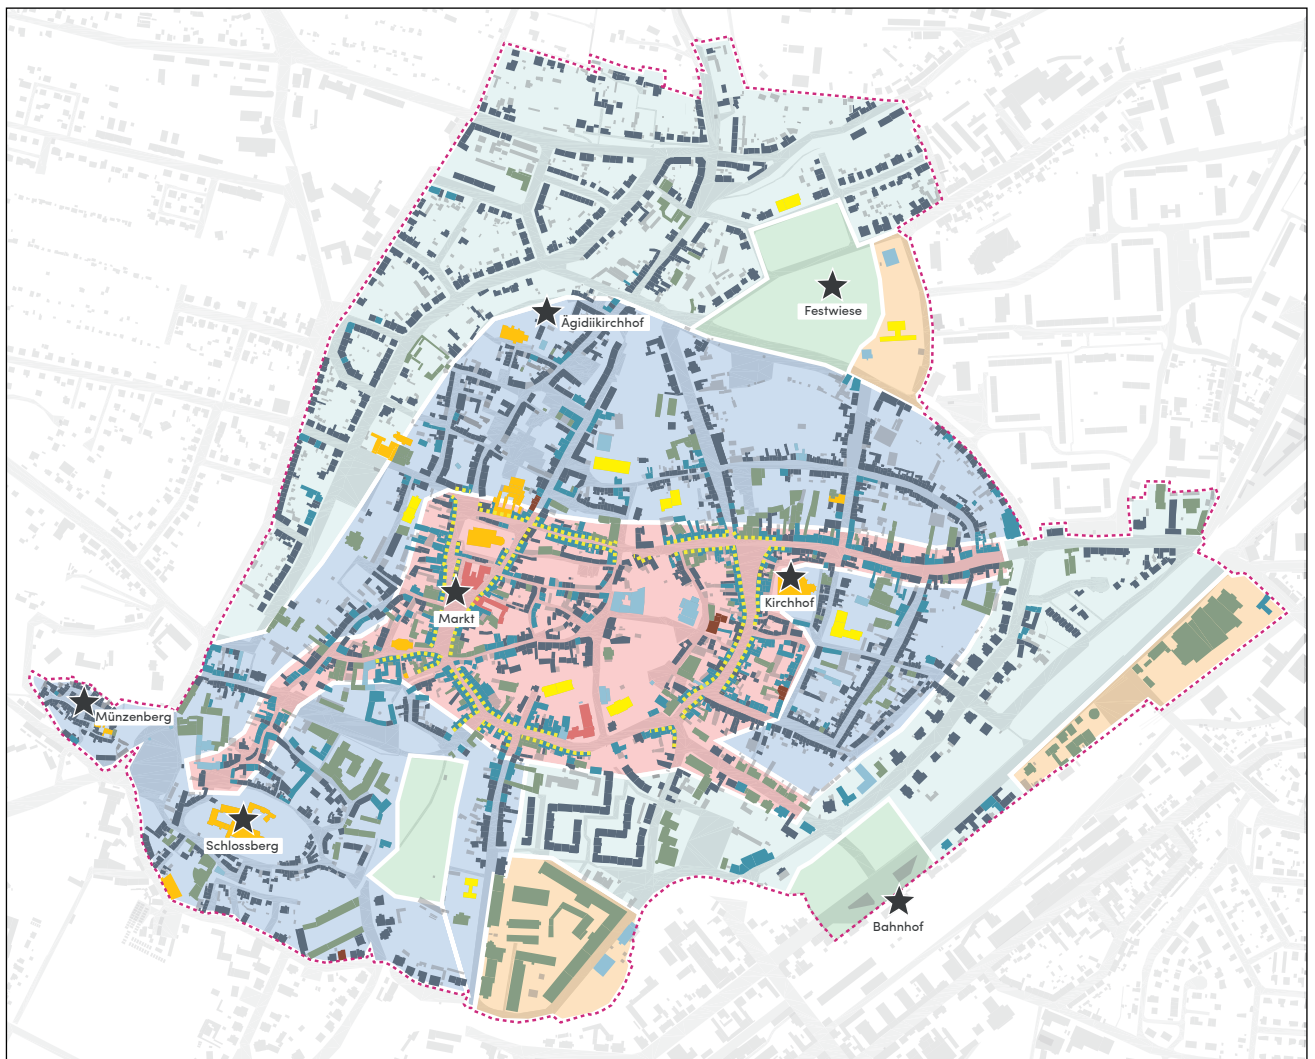 Festwiese
Ägidiikirchhof
Kirchhof
Markt
Münzenberg
Schlossberg
Bahnhof